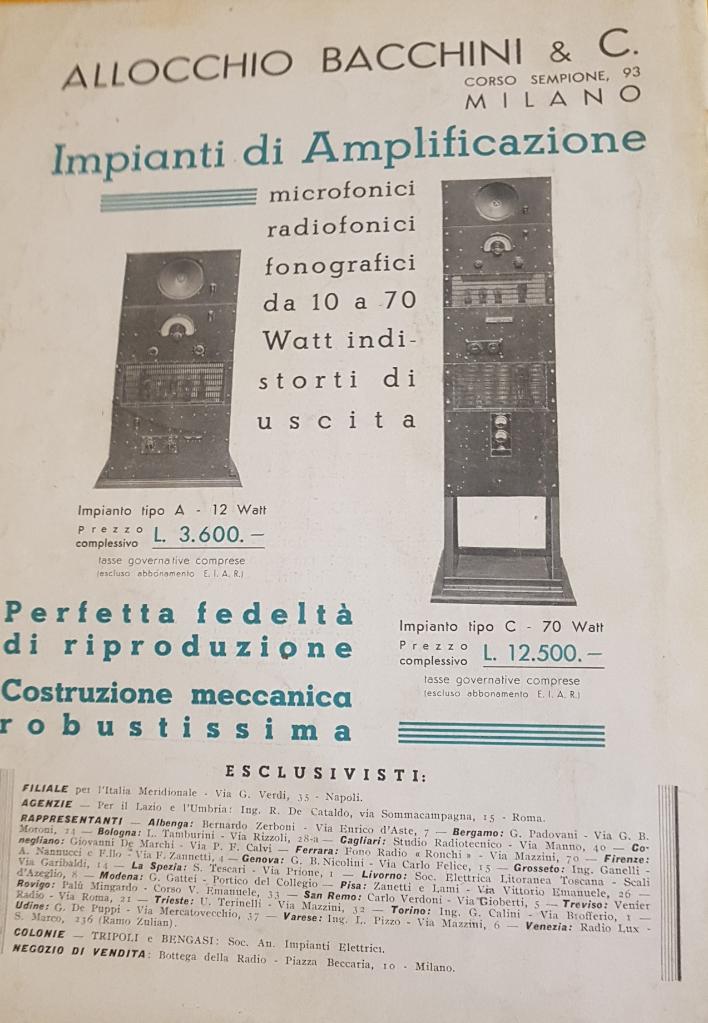 ALLOCCHIO BACCHINI & C.
CORSO SEMPIONE, 93
MILANO
Impianti di Amplificazione
microfonici
radiofonici
fonografici
da 10 a 70
Watt indi-
storti di
uscita
Impianto tipo A - 12 Watt
Prezzo complessivo L. 3.600.—
tasse governative comprese
(escluso abbonamento E. I. A. R.)
Impianto tipo C - 70 Watt
Prezzo complessivo L. 12.500.—
tasse governative comprese
(escluso abbonamento E. I. A. R.)
Perfetta fedeltà
di riproduzione
Costruzione meccanica
robustissima
ESCLUSIVISTI:
FILIALE per l'Italia Meridionale - Via G. Verdi, 35 - Napoli.
AGENZIE — Per il Lazio e l'Umbria: Ing. R. De Cataldo, via Sommacampagna, 15 - Roma.
RAPPRESENTANTI — Albenga: Bernardo Zerboni - Via Enrico d'Aste, 7 — Bergamo: G. Padovani - Via G. B.
Moroni, 14 — Bologna: L. Tamburini - Via Rizzoli, 28-a — Cagliari: Studio Radiotecnico - Via Manno, 40 — Co-
negliano: Giovanni De Marchi - Via P. F. Calvi — Ferrara: Fono Radio « Ronchi » - Via Mazzini, 70 — Firenze:
A. Nannucci e F.llo - Via F. Zannetti, 4 — Genova: G. B. Nicolini - Via Carlo Felice, 15 — Grosseto: Ing. Ganelli -
Via Garibaldi, 14 — La Spezia: S. Tescari - Via Prione, 1 — Livorno: Soc. Elettrica Litoranea Toscana - Scali
d'Azeglio, 8 — Modena: G. Gattei - Portico del Collegio — Pisa: Zanetti e Lami - Via Vittorio Emanuele, 26 —
Rovigo: Palù Mingardo - Corso V. Emanuele, 33 — San Remo: Carlo Verdoni - Via Gioberti, 5 — Treviso: Venier
Radio - Via Roma, 21 — Trieste: U. Terinelli - Via Mazzini, 32 — Torino: Ing. G. Calini - Via Brofferio, 1 —
Udine: G. De Puppi - Via Mercatovecchio, 37 — Varese: Ing. L. Pizzo - Via Mazzini, 6 — Venezia: Radio Lux -
S. Marco, 236 (Ramo Zulian).
COLONIE — TRIPOLI e BENGASI: Soc. An. Impianti Elettrici.
NEGOZIO DI VENDITA: Bottega della Radio - Piazza Beccaria, 10 - Milano.